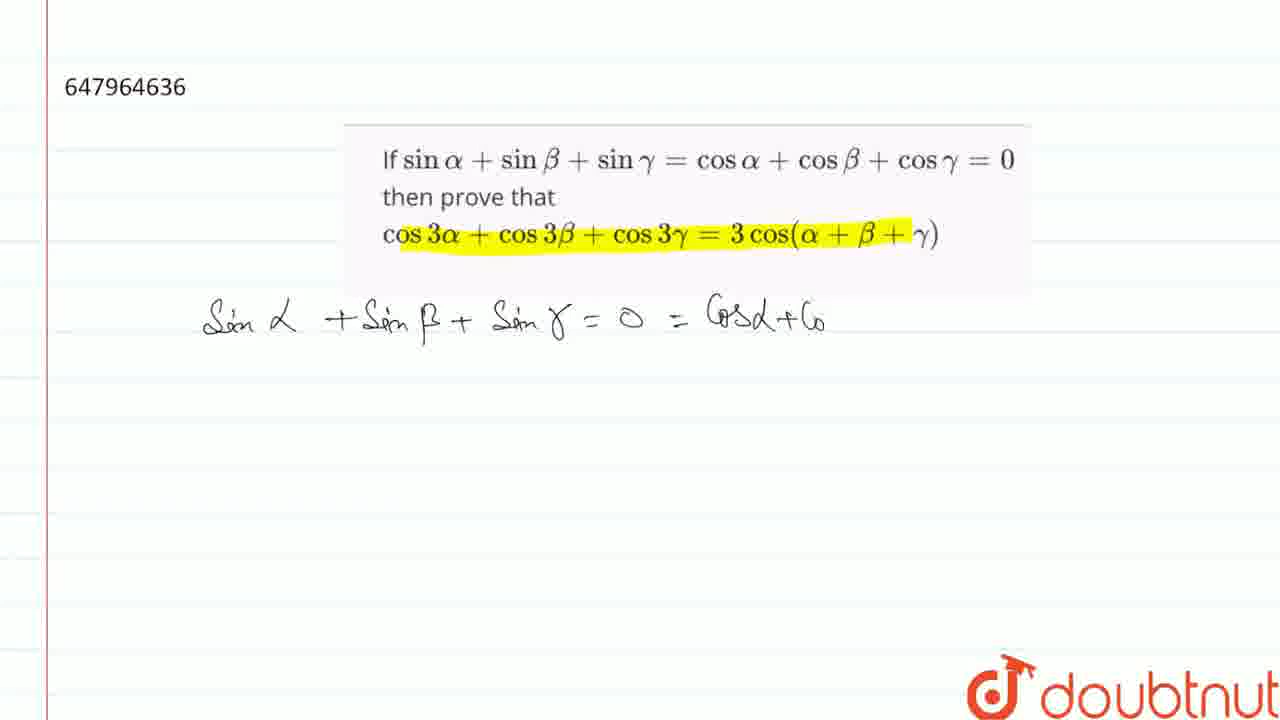 647964636
If sin α + sin β + sin γ = cos α + cos β + cos γ = 0
then prove that
cos 3α + cos 3β + cos 3γ = 3 cos(α + β + γ)
Sin α + Sin β + Sin γ = 0 = Cosα + Co
doubtnut